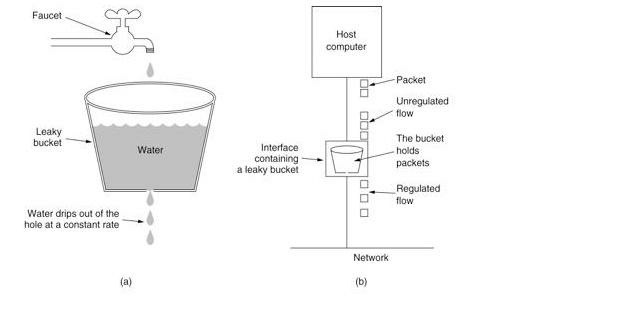 Faucet
Leaky
bucket
Water
Water drips out of the
hole at a constant rate
(a)
Host
computer
Packet
Unregulated
flow
Interface
containing
a leaky bucket
The bucket
holds
packets
Regulated
flow
Network
(b)